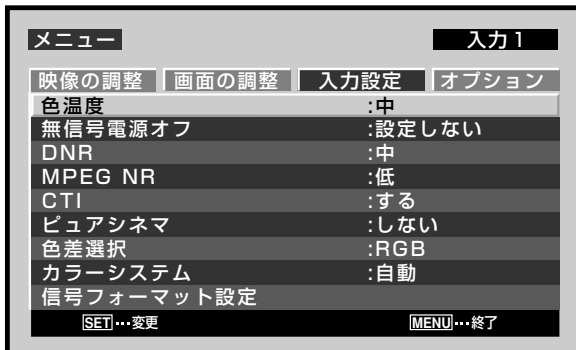 メニュー 入力1
映像の調整 画面の調整 入力設定 オプション
色温度 :中
無信号電源オフ :設定しない
DNR :中
MPEG NR :低
CTI :する
ピュアシネマ :しない
色差選択 :RGB
カラーシステム :自動
信号フォーマット設定
SET…変更 MENU…終了